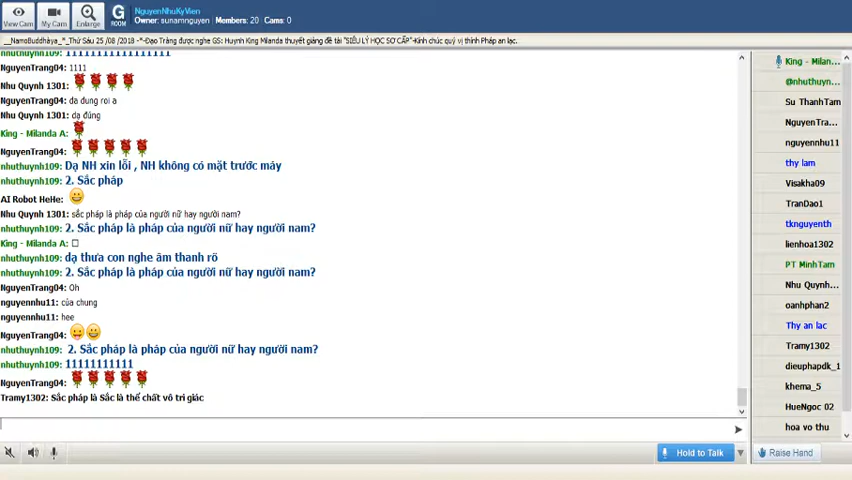 NguyenNhuKyVien
Owner: sunamnguyen | Members: 20 | Cams: 0
View Cam
My Cam
Enlarge
G
ROOM
__NamoBuddhàya_*_Thứ Sáu 25 /08 /2018 -*-Đạo Tràng được nghe GS: Huynh King Milanda thuyết giảng đề tài "SIÊU LÝ HỌC SƠ CẤP"-Kính chúc quý vị thính Pháp an lạc.
nhuthuynh109: 1111111111111111111
NguyenTrang04: 1111
Nhu Quynh 1301:
NguyenTrang04: da dung roi a
Nhu Quynh 1301: dạ đúng
King - Milanda A:
NguyenTrang04:
nhuthuynh109: Dạ NH xin lỗi , NH không có mặt trước máy
nhuthuynh109: 2. Sắc pháp
AI Robot HeHe:
Nhu Quynh 1301: sắc pháp là pháp của người nữ hay người nam?
nhuthuynh109: 2. Sắc pháp là pháp của người nữ hay người nam?
King - Milanda A: □
nhuthuynh109: dạ thưa con nghe âm thanh rõ
nhuthuynh109: 2. Sắc pháp là pháp của người nữ hay người nam?
NguyenTrang04: Oh
nguyennhu11: của chung
nguyennhu11: hee
NguyenTrang04:
nhuthuynh109: 2. Sắc pháp là pháp của người nữ hay người nam?
nhuthuynh109: 11111111111
NguyenTrang04:
Tramy1302: Sắc pháp là Sắc là thể chất vô tri giác
King - Milan...
@nhuthuyn...
Su ThanhTam
NguyenTra...
nguyennhu11
thy lam
Visakha09
TranDao1
tknguyenth
lienhoa1302
PT MinhTam
Nhu Quynh...
oanhphan2
Thy an lac
Tramy1302
dieuphapdk_1
khema_5
HueNgoc 02
hoa vo thu
Hold to Talk
Raise Hand